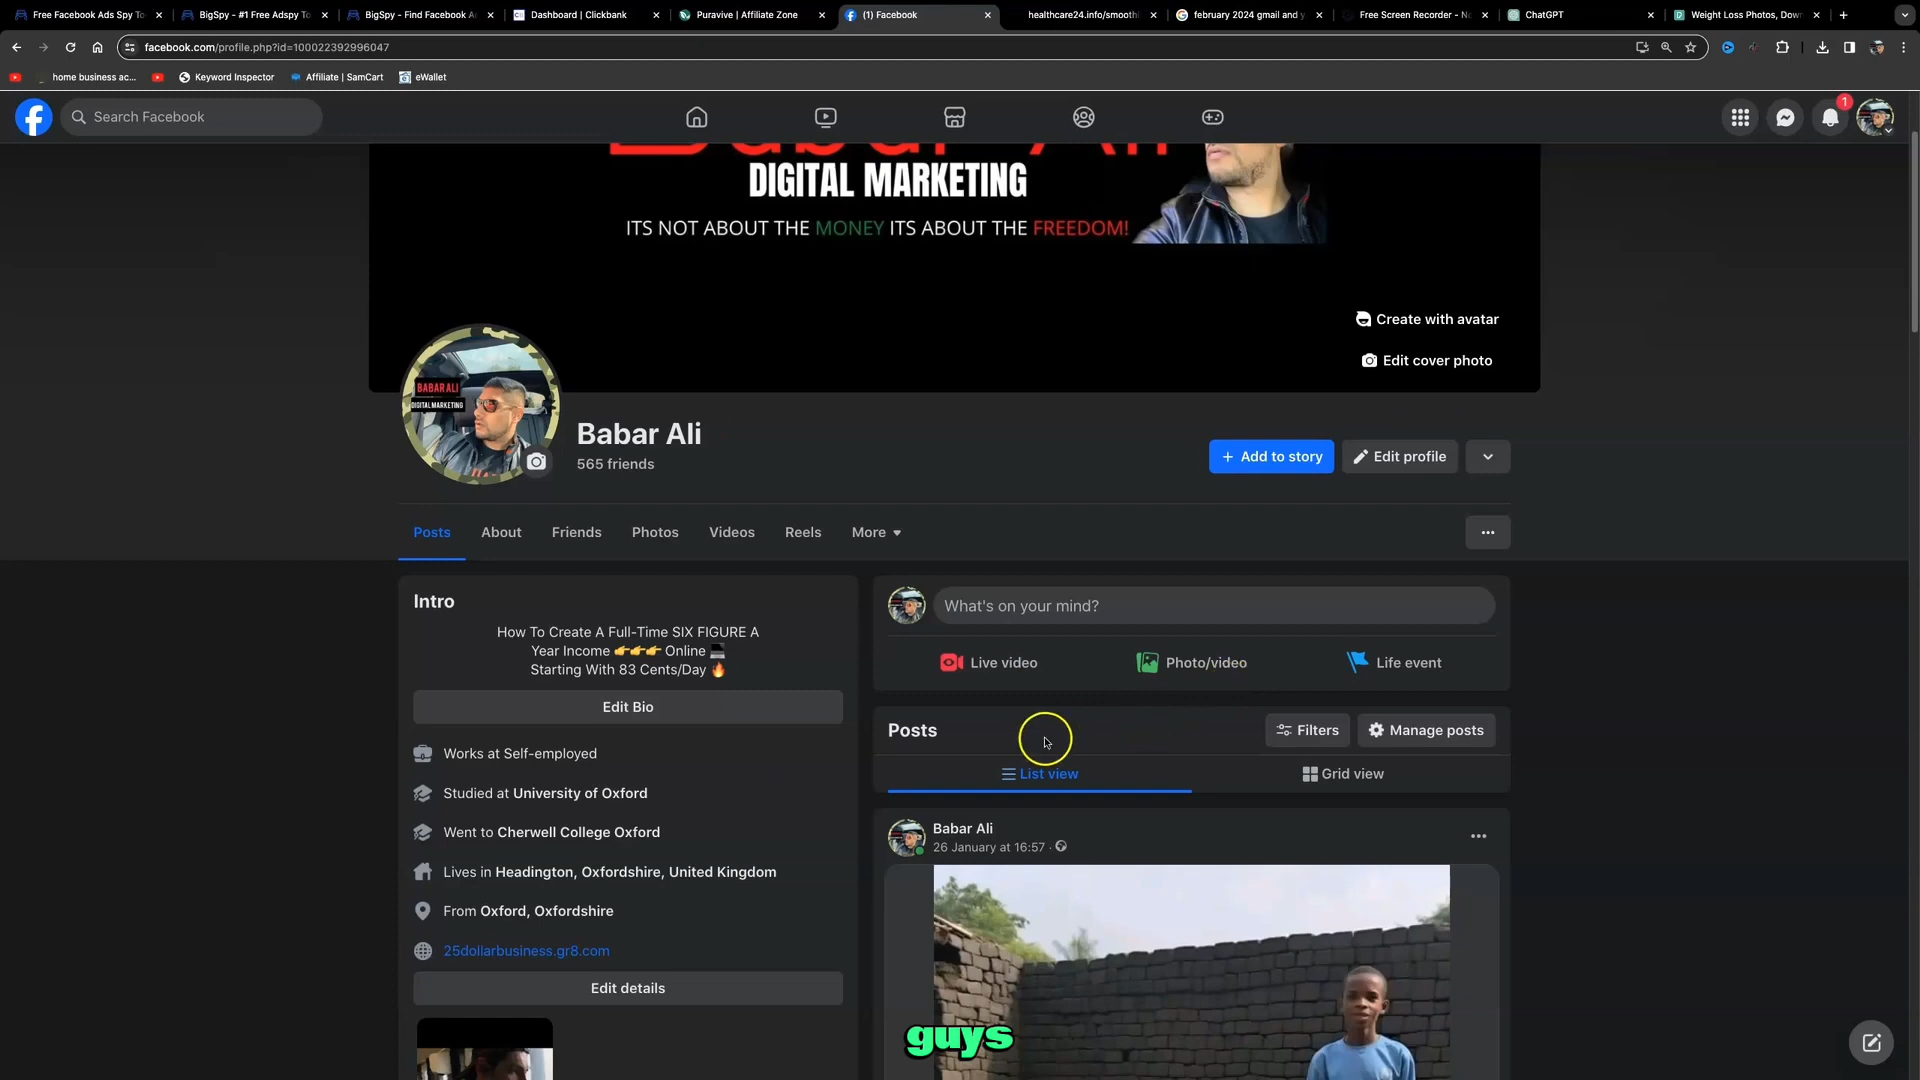 Free Facebook Ads Spy To
BigSpy - #1 Free Adspy To
BigSpy - Find Facebook A
Dashboard | Clickbank
Puravive | Affiliate Zone
(1) Facebook
healthcare24.info/smooth
february 2024 gmail and y
Free Screen Recorder - N
ChatGPT
Weight Loss Photos, Dow
facebook.com/profile.php?id=100022392996047
home business ac...
Keyword Inspector
Affiliate | SamCart
eWallet
Search Facebook
1
DIGITAL MARKETING
ITS NOT ABOUT THE MONEY ITS ABOUT THE FREEDOM!
Create with avatar
Edit cover photo
BABAR ALI
DIGITAL MARKETING
Babar Ali
565 friends
+ Add to story
Edit profile
Posts
About
Friends
Photos
Videos
Reels
More
Intro
How To Create A Full-Time SIX FIGURE A
Year Income 👉👉👉 Online 💻
Starting With 83 Cents/Day 🔥
Edit Bio
Works at Self-employed
Studied at University of Oxford
Went to Cherwell College Oxford
Lives in Headington, Oxfordshire, United Kingdom
From Oxford, Oxfordshire
25dollarbusiness.gr8.com
Edit details
What's on your mind?
Live video
Photo/video
Life event
Posts
Filters
Manage posts
List view
Grid view
Babar Ali
26 January at 16:57 ·
guys